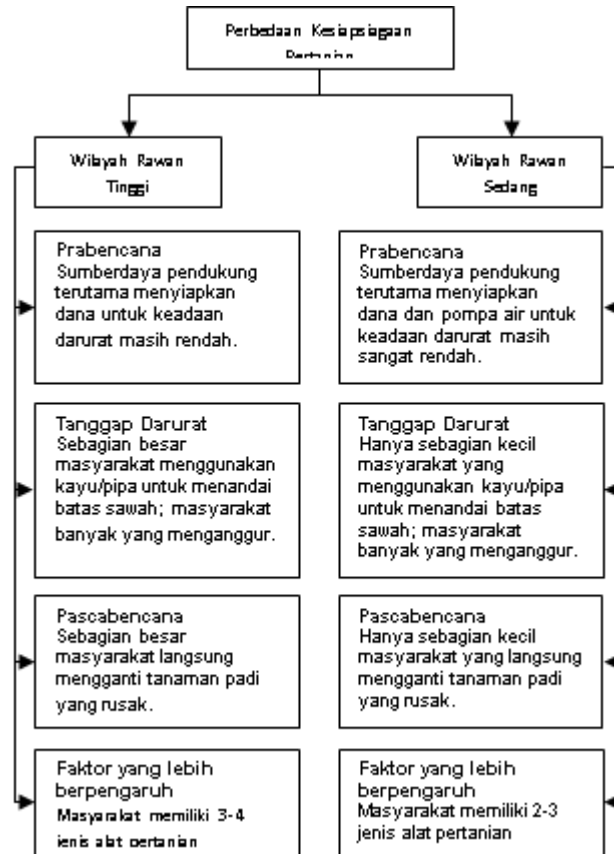 Perbedaan Kesiapsiagaan
Pertanian
Wilayah Rawan
Tinggi
Wilayah Rawan
Sedang
Prabencana
Sumberdaya pendukung
terutama menyiapkan
dana untuk keadaan
darurat masih rendah.
Prabencana
Sumberdaya pendukung
terutama menyiapkan
dana dan pompa air untuk
keadaan darurat masih
sangat rendah.
Tanggap Darurat
Sebagian besar
masyarakat menggunakan
kayu/pipa untuk menandai
batas sawah; masyarakat
banyak yang menganggur.
Tanggap Darurat
Hanya sebagian kecil
masyarakat yang
menggunakan kayu/pipa
untuk menandai batas
sawah; masyarakat
banyak yang menganggur.
Pascabencana
Sebagian besar
masyarakat langsung
mengganti tanaman padi
yang rusak.
Pascabencana
Hanya sebagian kecil
masyarakat yang langsung
mengganti tanaman padi
yang rusak.
Faktor yang lebih
berpengaruh
Masyarakat memiliki 3-4
jenis alat pertanian
Faktor yang lebih
berpengaruh
Masyarakat memiliki 2-3
jenis alat pertanian